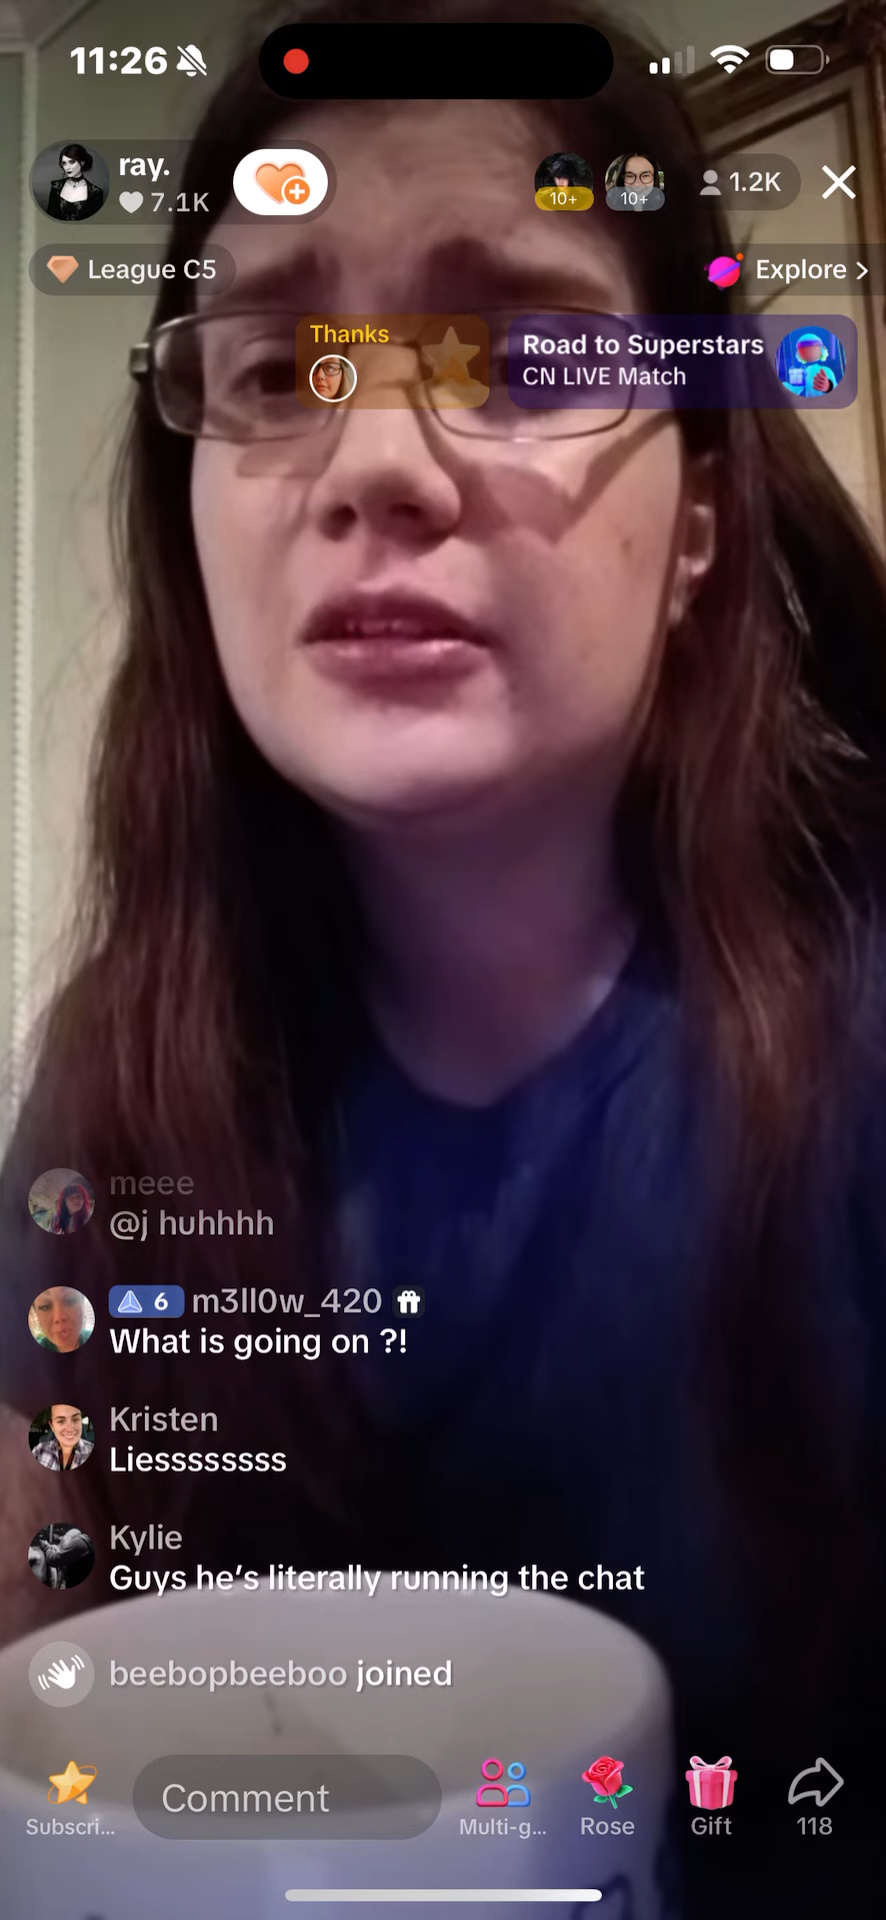 11:26
ray.
7.1K
10+
10+
1.2K
League C5
Explore >
Thanks
Road to Superstars
CN LIVE Match
meee
@j huhhhh
6 m3ll0w_420
What is going on ?!
Kristen
Liesssssssss
Kylie
Guys he’s literally running the chat
beebopbeeboo joined
Subscri...
Comment
Multi-g...
Rose
Gift
118